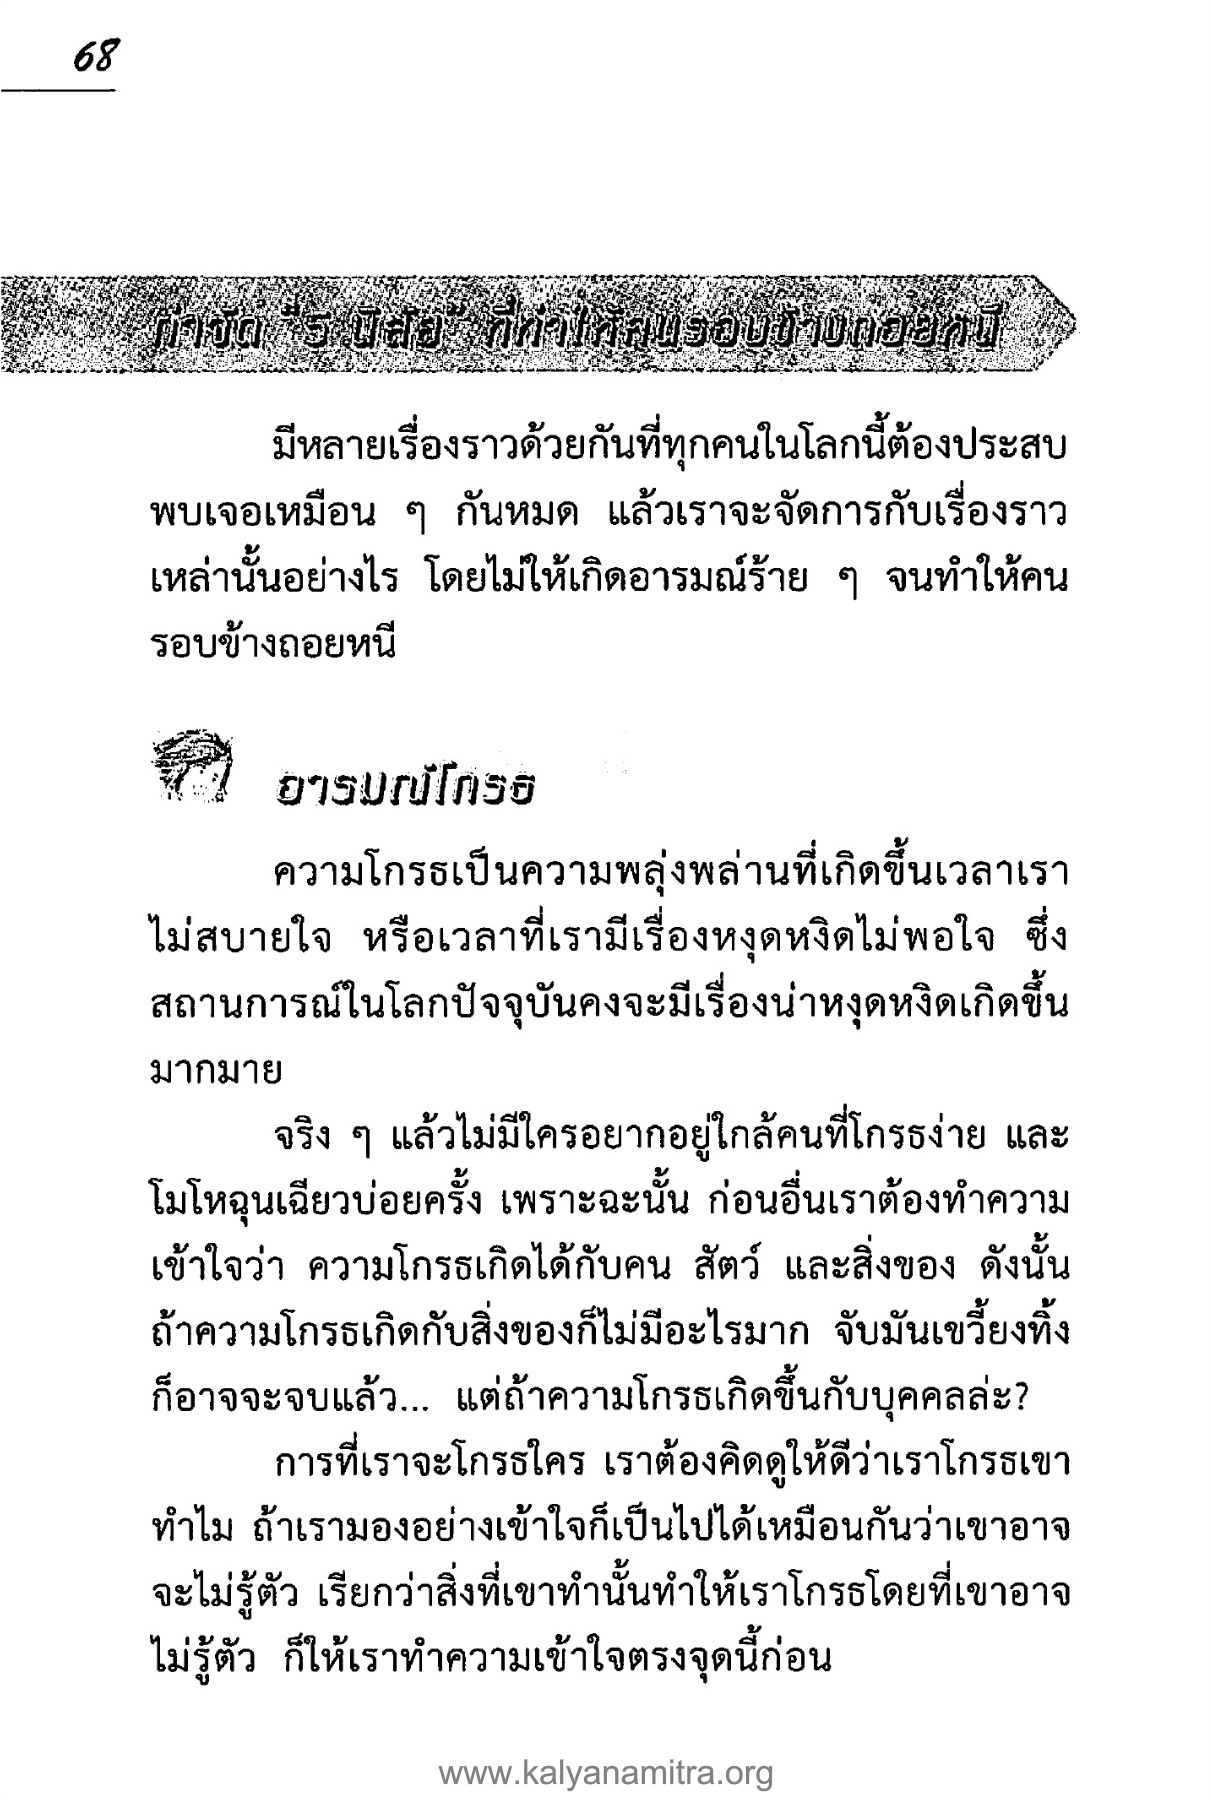 68
กำจัด "5 นิสัย" ที่ทำให้คนรอบข้างถอยหนี
มีหลายเรื่องราวด้วยกันที่ทุกคนในโลกนี้ต้องประสบ
พบเจอเหมือน ๆ กันหมด แล้วเราจะจัดการกับเรื่องราว
เหล่านั้นอย่างไร โดยไม่ให้เกิดอารมณ์ร้าย ๆ จนทำให้คน
รอบข้างถอยหนี
อารมณ์โกรธ
ความโกรธเป็นความพลุ่งพล่านที่เกิดขึ้นเวลาเรา
ไม่สบายใจ หรือเวลาที่เรามีเรื่องหงุดหงิดไม่พอใจ ซึ่ง
สถานการณ์ในโลกปัจจุบันคงจะมีเรื่องน่าหงุดหงิดเกิดขึ้น
มากมาย
จริง ๆ แล้วไม่มีใครอยากอยู่ใกล้คนที่โกรธง่าย และ
โมโหฉุนเฉียวบ่อยครั้ง เพราะฉะนั้น ก่อนอื่นเราต้องทำความ
เข้าใจว่า ความโกรธเกิดได้กับคน สัตว์ และสิ่งของ ดังนั้น
ถ้าความโกรธเกิดกับสิ่งของก็ไม่มีอะไรมาก จับมันเขวี้ยงทิ้ง
ก็อาจจะจบแล้ว... แต่ถ้าความโกรธเกิดขึ้นกับบุคคลล่ะ?
การที่เราจะโกรธใคร เราต้องคิดดูให้ดีว่าเราโกรธเขา
ทำไม ถ้าเรามองอย่างเข้าใจก็เป็นไปได้เหมือนกันว่าเขาอาจ
จะไม่รู้ตัว เรียกว่าสิ่งที่เขาทำนั้นทำให้เราโกรธโดยที่เขาอาจ
ไม่รู้ตัว ก็ให้เราทำความเข้าใจตรงจุดนี้ก่อน
www.kalyanamitra.org